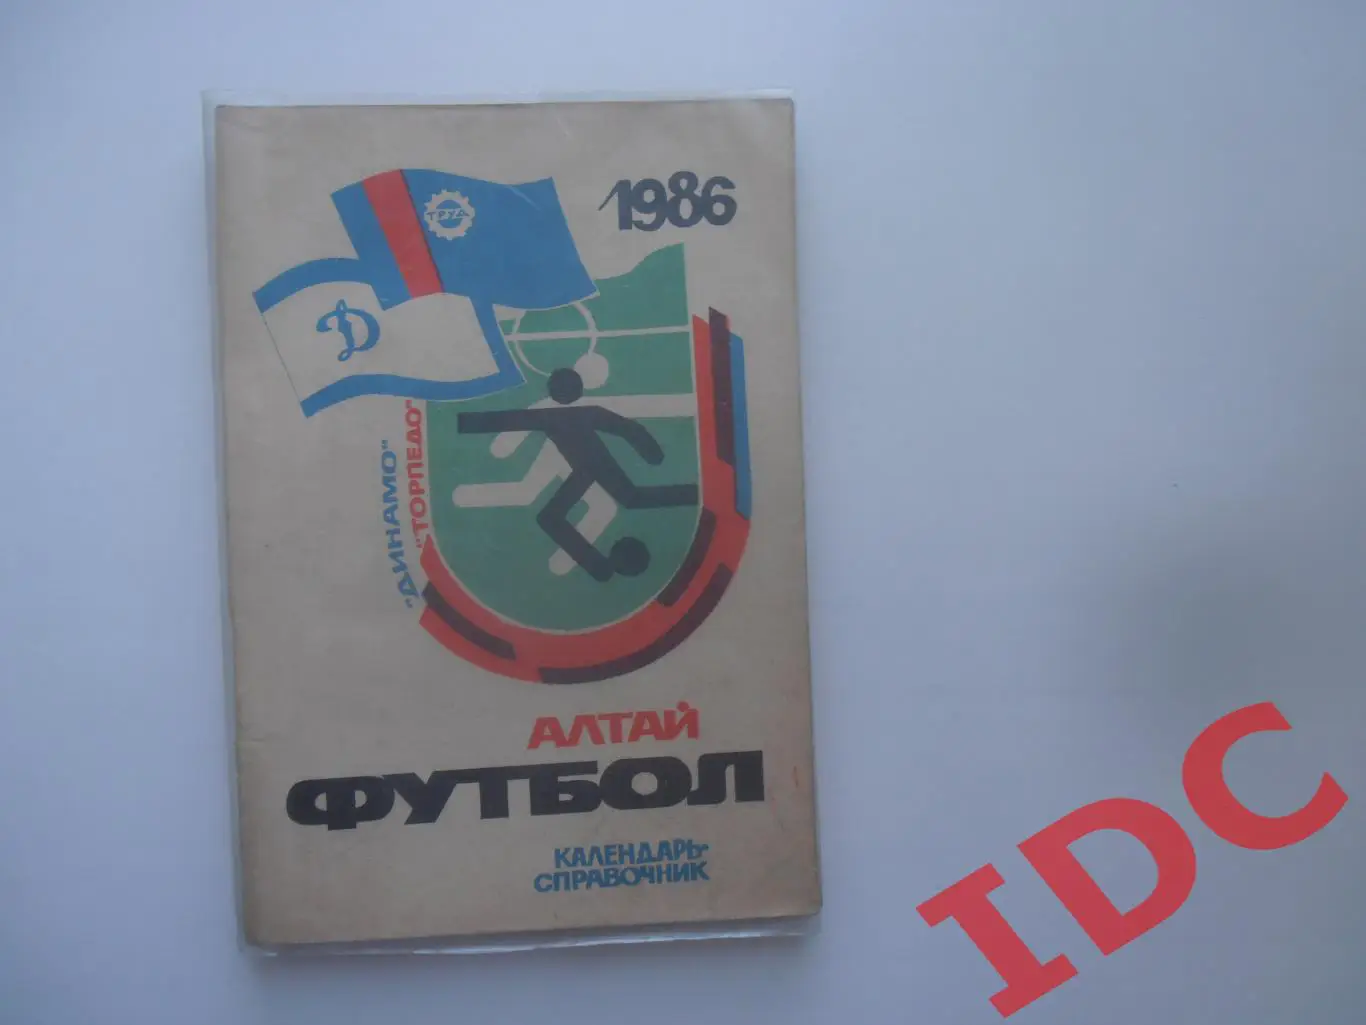 1986
ТРУД
Д
"ДИНАМО"
"ТОРПЕДО"
АЛТАЙ
ФУТБОЛ
КАЛЕНДАРЬ-
СПРАВОЧНИК
IDC